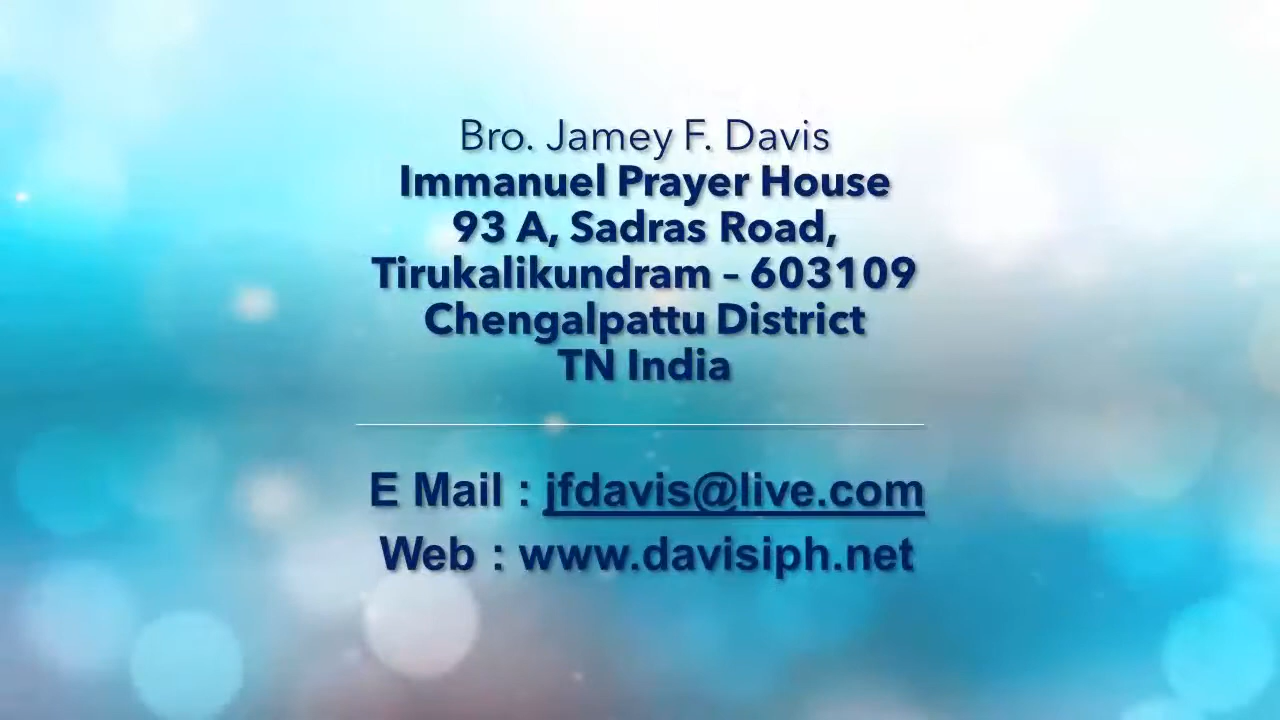 Bro. Jamey F. Davis
Immanuel Prayer House
93 A, Sadras Road,
Tirukalikundram – 603109
Chengalpattu District
TN India
E Mail : jfdavis@live.com
Web : www.davisiph.net